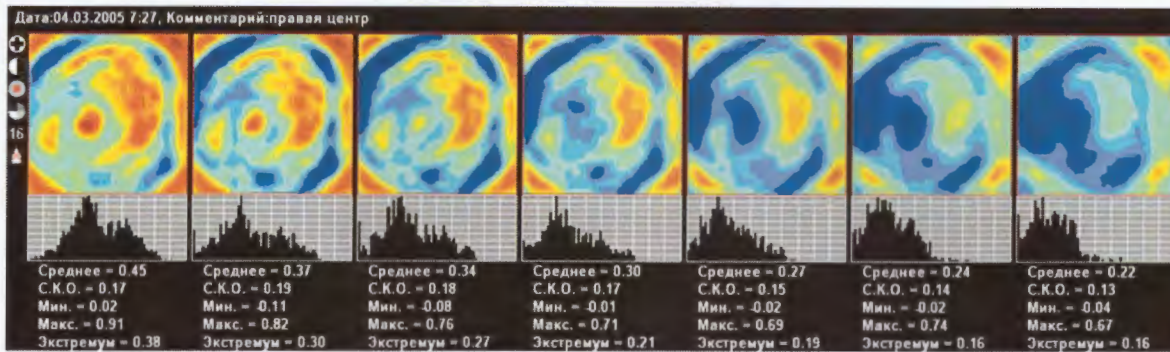 Дата:04.03.2005 7:27, Комментарий:правая центр
16
Среднее = 0.45
С.К.О. = 0.17
Мин. = 0.02
Макс. = 0.91
Экстремум = 0.38
Среднее = 0.37
С.К.О. = 0.19
Мин. = -0.11
Макс. = 0.82
Экстремум = 0.30
Среднее = 0.34
С.К.О. = 0.18
Мин. = -0.08
Макс. = 0.76
Экстремум = 0.27
Среднее = 0.30
С.К.О. = 0.17
Мин. = -0.01
Макс. = 0.71
Экстремум = 0.21
Среднее = 0.27
С.К.О. = 0.15
Мин. = -0.02
Макс. = 0.69
Экстремум = 0.19
Среднее = 0.24
С.К.О. = 0.14
Мин. = -0.02
Макс. = 0.74
Экстремум = 0.16
Среднее = 0.22
С.К.О. = 0.13
Мин. = -0.04
Макс. = 0.67
Экстремум = 0.16